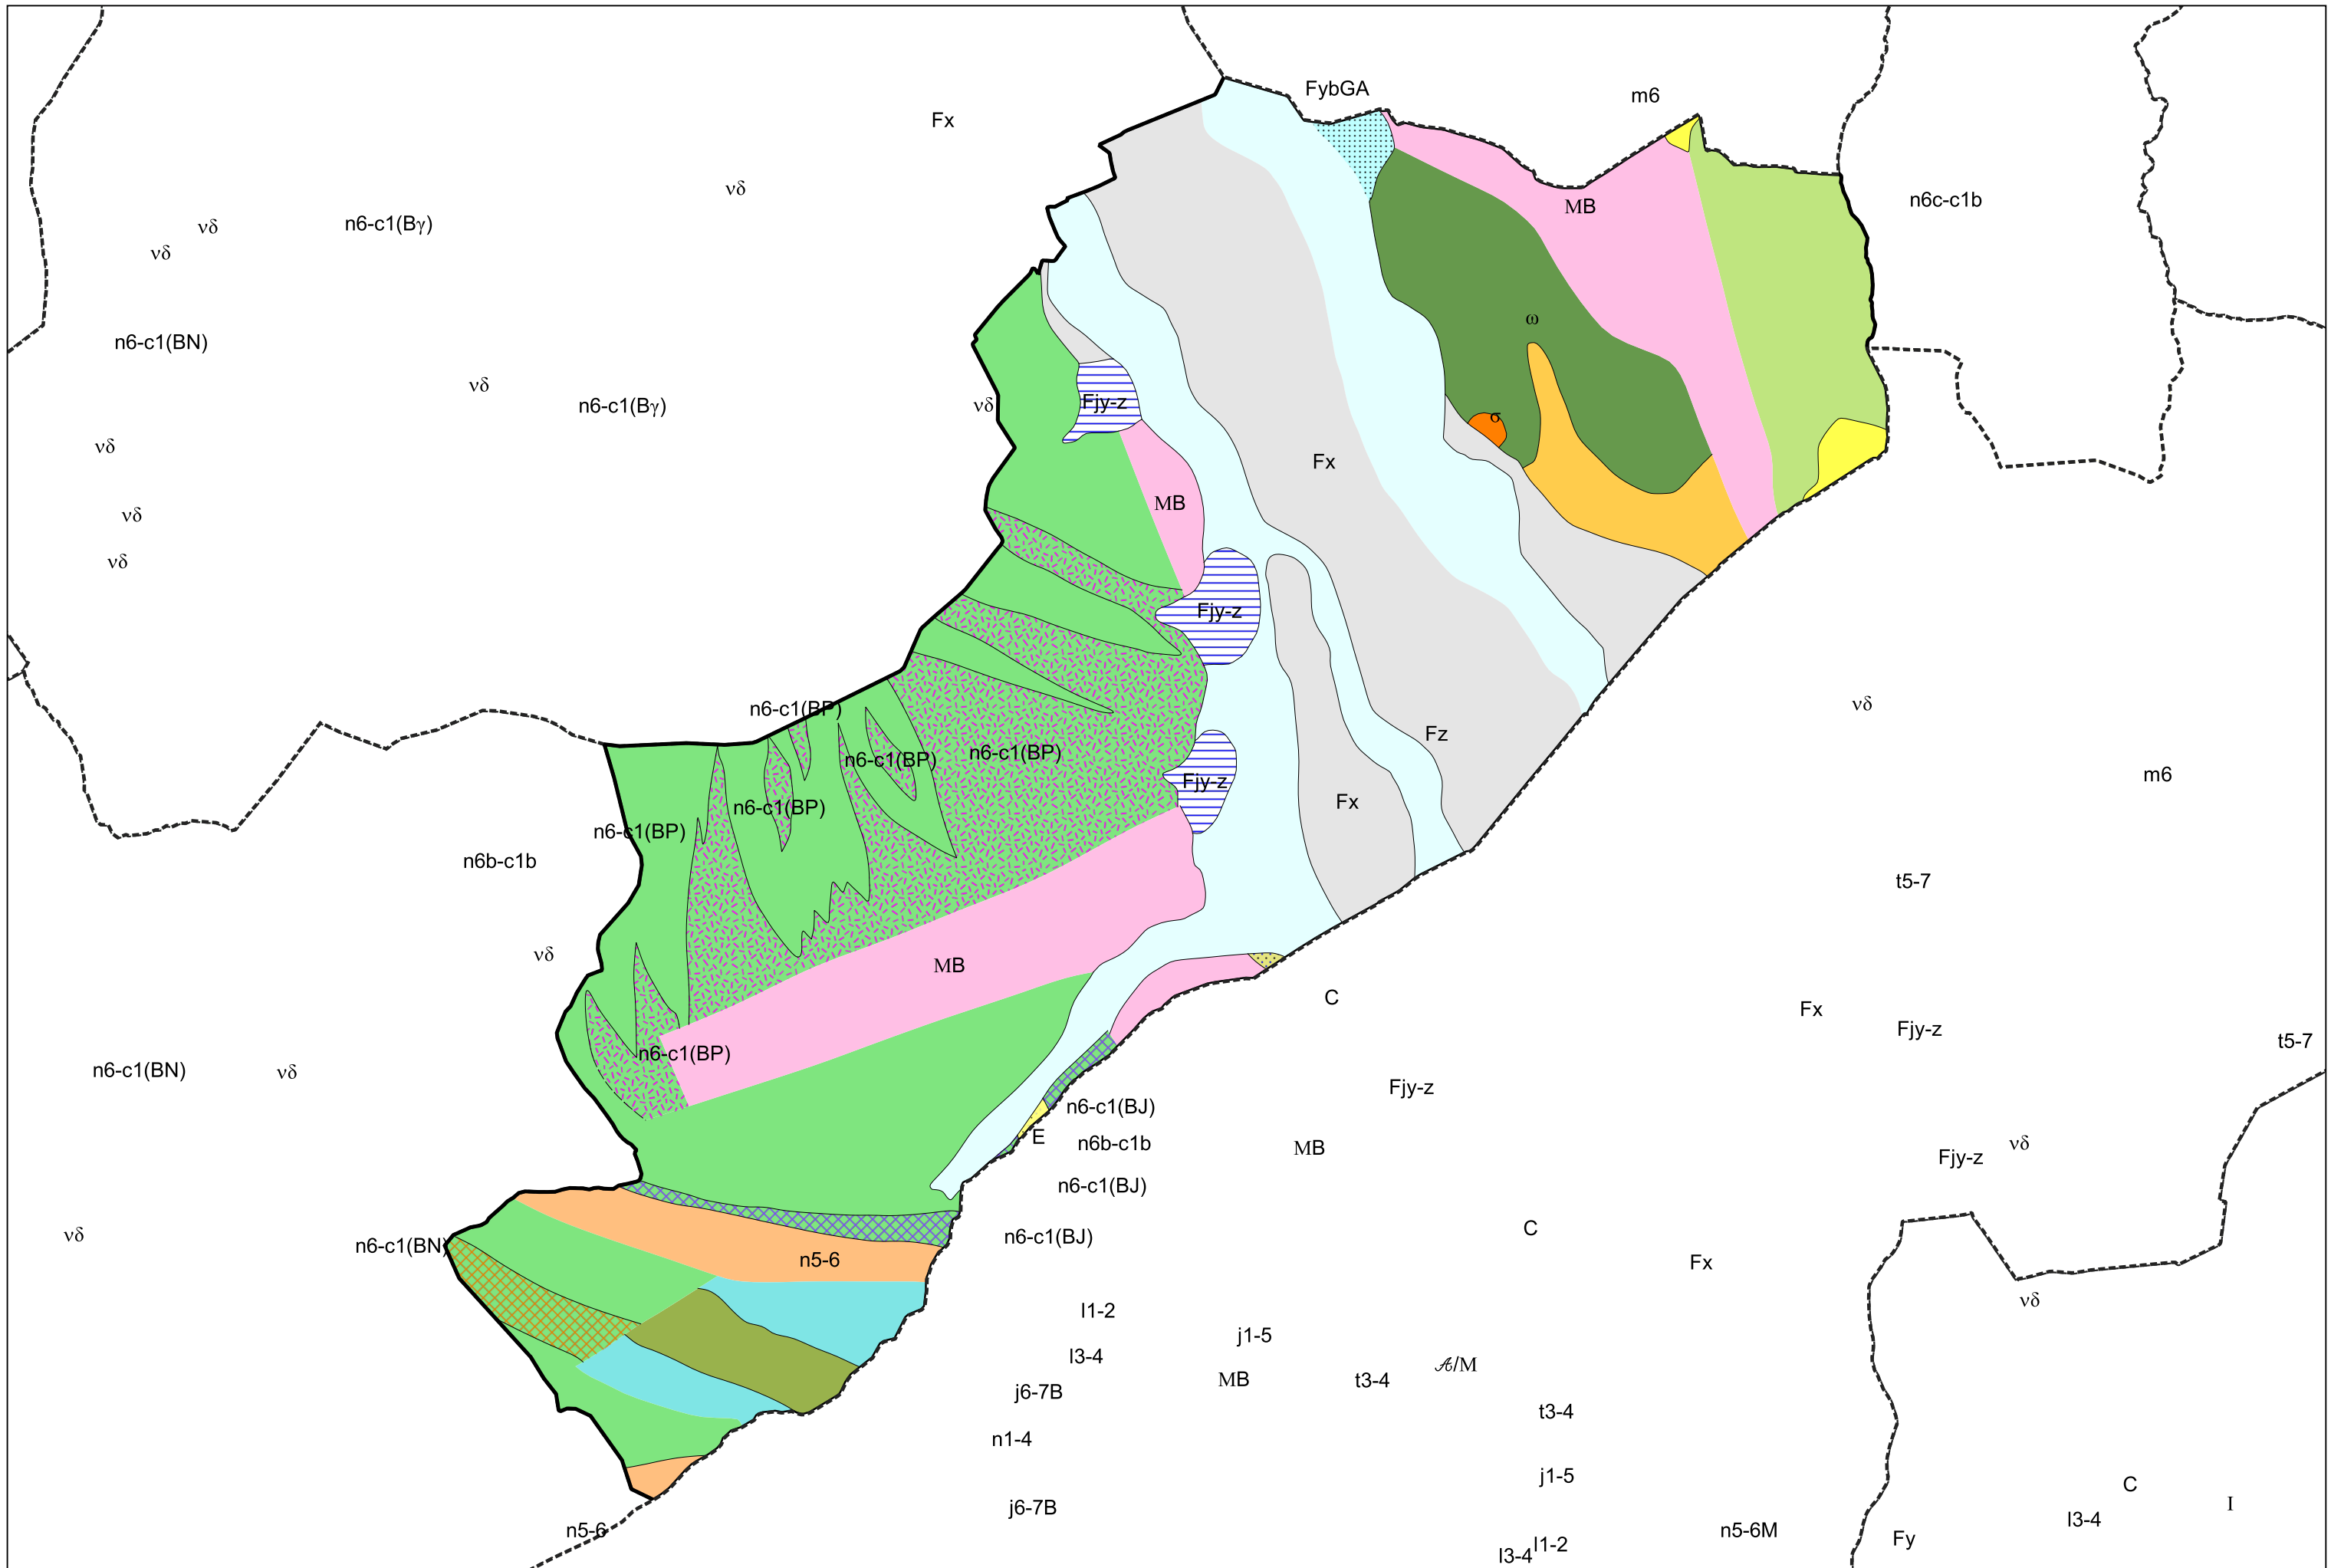 FybGA
m6
Fx
νδ
n6c-c1b
MB
n6-c1(Bγ)
νδ
νδ
ω
n6-c1(BN)
νδ
n6-c1(Bγ)
νδ
Fjy-z
σ
νδ
Fx
MB
νδ
νδ
Fjy-z
νδ
n6-c1(BP)
Fz
n6-c1(BP)
n6-c1(BP)
m6
Fjy-z
n6-c1(BP)
Fx
n6-c1(BP)
n6b-c1b
t5-7
νδ
MB
C
Fx
Fjy-z
t5-7
n6-c1(BP)
n6-c1(BN)
νδ
Fjy-z
n6-c1(BJ)
E
n6b-c1b
MB
νδ
Fjy-z
n6-c1(BJ)
νδ
n6-c1(BN)
n6-c1(BJ)
C
n5-6
Fx
νδ
l1-2
j1-5
l3-4
𝒜/M
j6-7B
MB
t3-4
t3-4
n1-4
j1-5
C
j6-7B
I
l3-4
n5-6
n5-6M
Fy
l1-2
l3-4